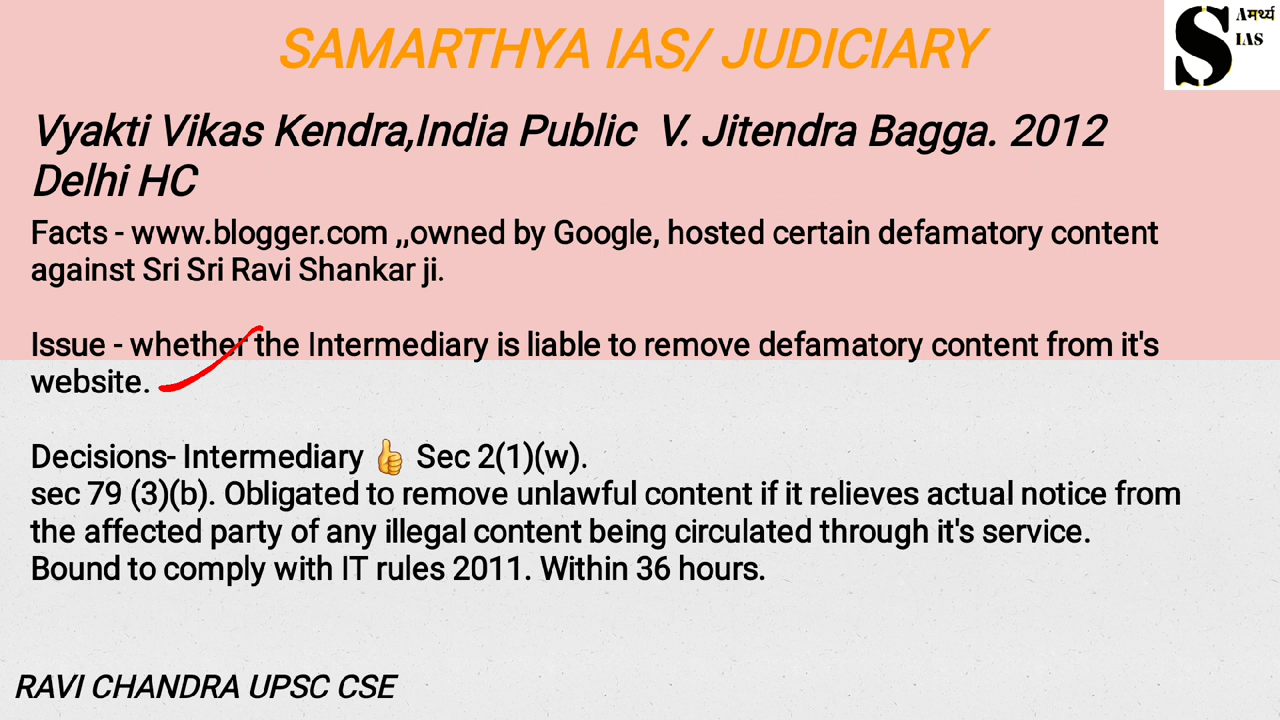 SAMARTHYA IAS/ JUDICIARY
Aमर्थ्य
S
IAS
Vyakti Vikas Kendra,India Public V. Jitendra Bagga. 2012
Delhi HC
Facts - www.blogger.com ,,owned by Google, hosted certain defamatory content
against Sri Sri Ravi Shankar ji.
Issue - whether the Intermediary is liable to remove defamatory content from it's
website.
Decisions- Intermediary 👍 Sec 2(1)(w).
sec 79 (3)(b). Obligated to remove unlawful content if it relieves actual notice from
the affected party of any illegal content being circulated through it's service.
Bound to comply with IT rules 2011. Within 36 hours.
RAVI CHANDRA UPSC CSE